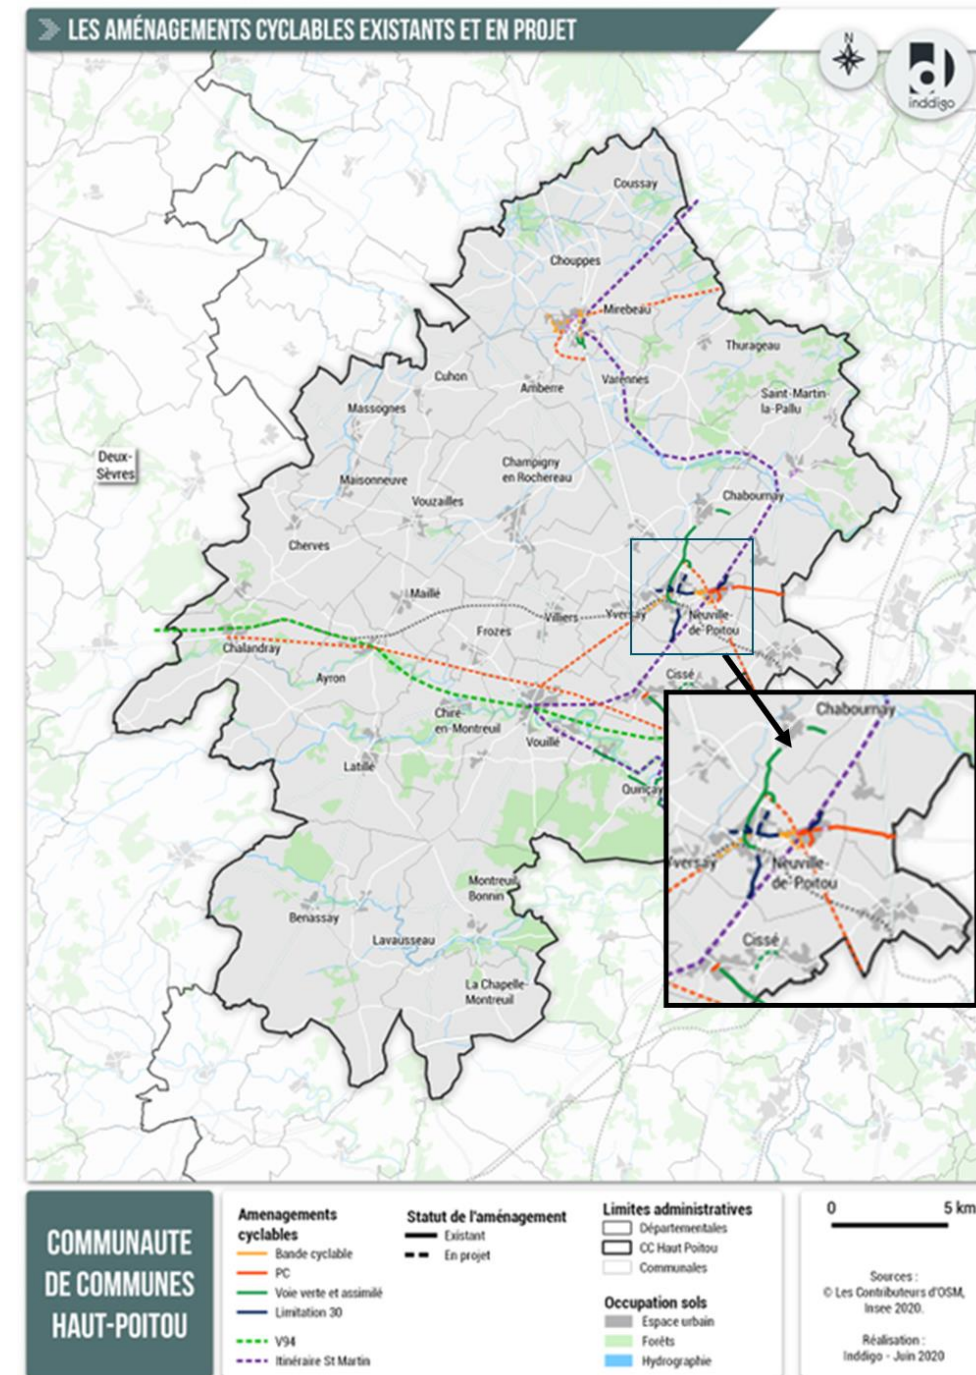 LES AMÉNAGEMENTS CYCLABLES EXISTANTS ET EN PROJET
N
inddigo
Coussay
Chouppes
Mirebeau
Thurageau
Cuhon
Amberre
Varennes
Massognes
Saint-Martin-
la-Pallu
Deux-
Sèvres
Champigny
en Rochereau
Maisonneuve
Vouzailles
Chabournay
Cherves
Maillé
Villiers
Yversay
Neuville-
de-Poitou
Frozes
Chalandray
Ayron
Cissé
Chiré-
en-Montreuil
Vouillé
Latillé
Quinçay
Montreuil-
Bonnin
Benassay
Lavausseau
La Chapelle-
Montreuil
Chabournay
Yversay
Neuville-
de-Poitou
Cissé
COMMUNAUTE
DE COMMUNES
HAUT-POITOU
Amenagements
cyclables
Bande cyclable
PC
Voie verte et assimilé
Limitation 30
V94
Itinéraire St Martin
Statut de l'aménagement
Existant
En projet
Limites administratives
Départementales
CC Haut Poitou
Communales
Occupation sols
Espace urbain
Forêts
Hydrographie
0 5 km
Sources :
© Les Contributeurs d'OSM,
Insee 2020.
Réalisation :
Inddigo - Juin 2020